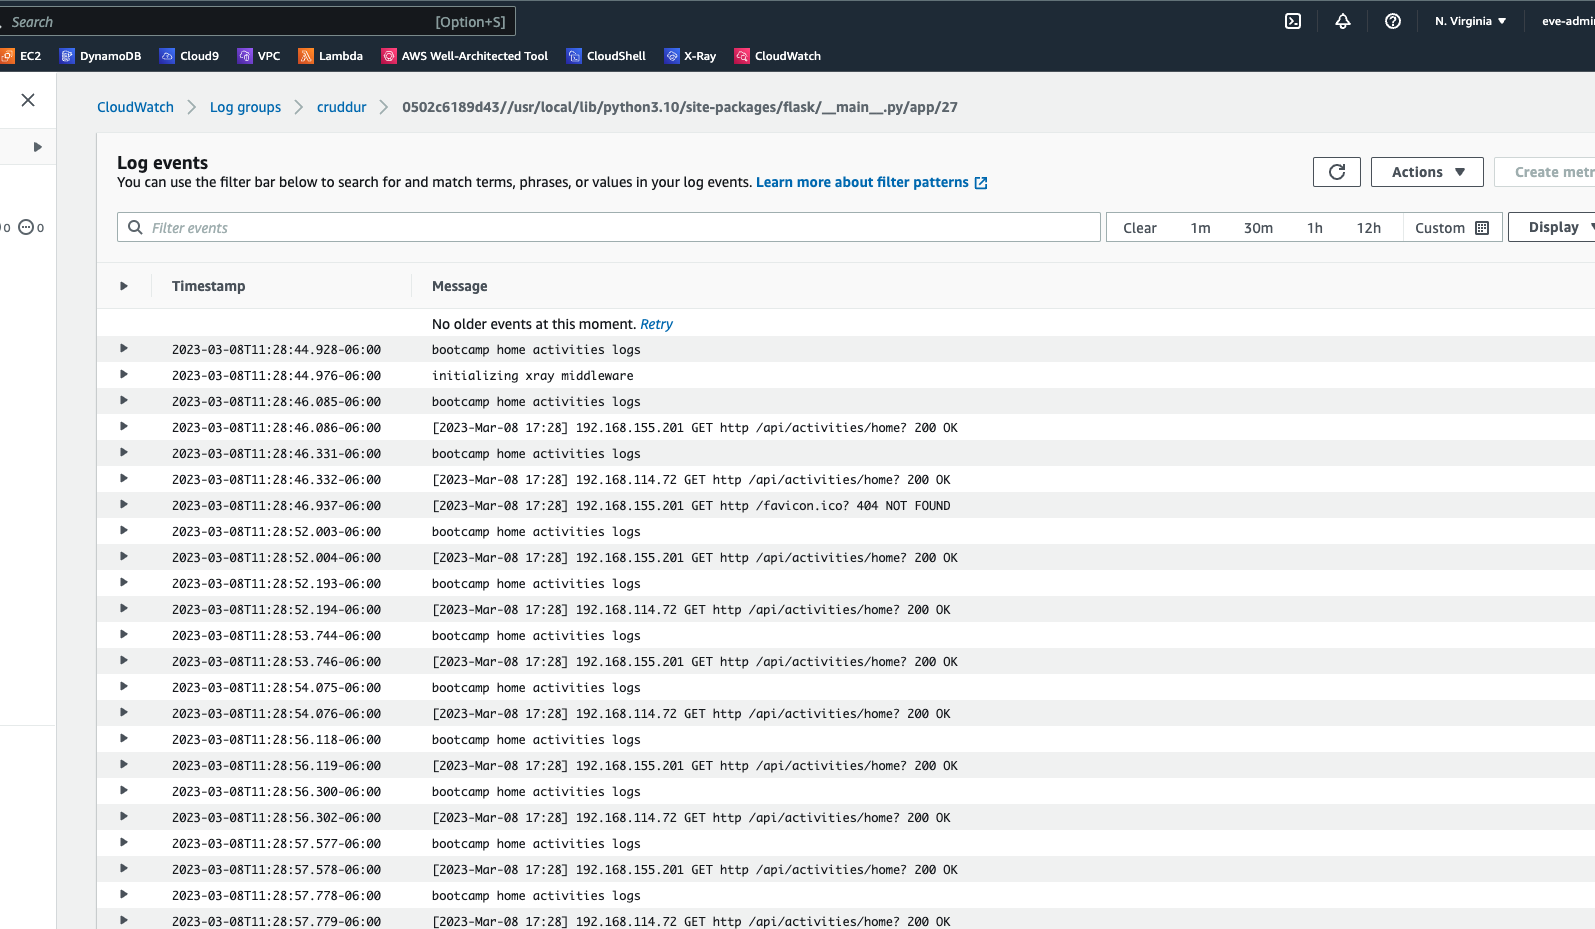 Search [Option+S] N. Virginia ▼
EC2 DynamoDB Cloud9 VPC Lambda AWS Well-Architected Tool CloudShell X-Ray CloudWatch
CloudWatch Log groups cruddur 0502c6189d43//usr/local/lib/python3.10/site-packages/flask/__main__.py/app/27
Log events
You can use the filter bar below to search for and match terms, phrases, or values in your log events. Learn more about filter patterns
Actions ▼ Create metr
0 0
Filter events Clear 1m 30m 1h 12h Custom Display
Timestamp Message
No older events at this moment. Retry
2023-03-08T11:28:44.928-06:00 bootcamp home activities logs
2023-03-08T11:28:44.976-06:00 initializing xray middleware
2023-03-08T11:28:46.085-06:00 bootcamp home activities logs
2023-03-08T11:28:46.086-06:00 [2023-Mar-08 17:28] 192.168.155.201 GET http /api/activities/home? 200 OK
2023-03-08T11:28:46.331-06:00 bootcamp home activities logs
2023-03-08T11:28:46.332-06:00 [2023-Mar-08 17:28] 192.168.114.72 GET http /api/activities/home? 200 OK
2023-03-08T11:28:46.937-06:00 [2023-Mar-08 17:28] 192.168.155.201 GET http /favicon.ico? 404 NOT FOUND
2023-03-08T11:28:52.003-06:00 bootcamp home activities logs
2023-03-08T11:28:52.004-06:00 [2023-Mar-08 17:28] 192.168.155.201 GET http /api/activities/home? 200 OK
2023-03-08T11:28:52.193-06:00 bootcamp home activities logs
2023-03-08T11:28:52.194-06:00 [2023-Mar-08 17:28] 192.168.114.72 GET http /api/activities/home? 200 OK
2023-03-08T11:28:53.744-06:00 bootcamp home activities logs
2023-03-08T11:28:53.746-06:00 [2023-Mar-08 17:28] 192.168.155.201 GET http /api/activities/home? 200 OK
2023-03-08T11:28:54.075-06:00 bootcamp home activities logs
2023-03-08T11:28:54.076-06:00 [2023-Mar-08 17:28] 192.168.114.72 GET http /api/activities/home? 200 OK
2023-03-08T11:28:56.118-06:00 bootcamp home activities logs
2023-03-08T11:28:56.119-06:00 [2023-Mar-08 17:28] 192.168.155.201 GET http /api/activities/home? 200 OK
2023-03-08T11:28:56.300-06:00 bootcamp home activities logs
2023-03-08T11:28:56.302-06:00 [2023-Mar-08 17:28] 192.168.114.72 GET http /api/activities/home? 200 OK
2023-03-08T11:28:57.577-06:00 bootcamp home activities logs
2023-03-08T11:28:57.578-06:00 [2023-Mar-08 17:28] 192.168.155.201 GET http /api/activities/home? 200 OK
2023-03-08T11:28:57.778-06:00 bootcamp home activities logs
2023-03-08T11:28:57.779-06:00 [2023-Mar-08 17:28] 192.168.114.72 GET http /api/activities/home? 200 OK